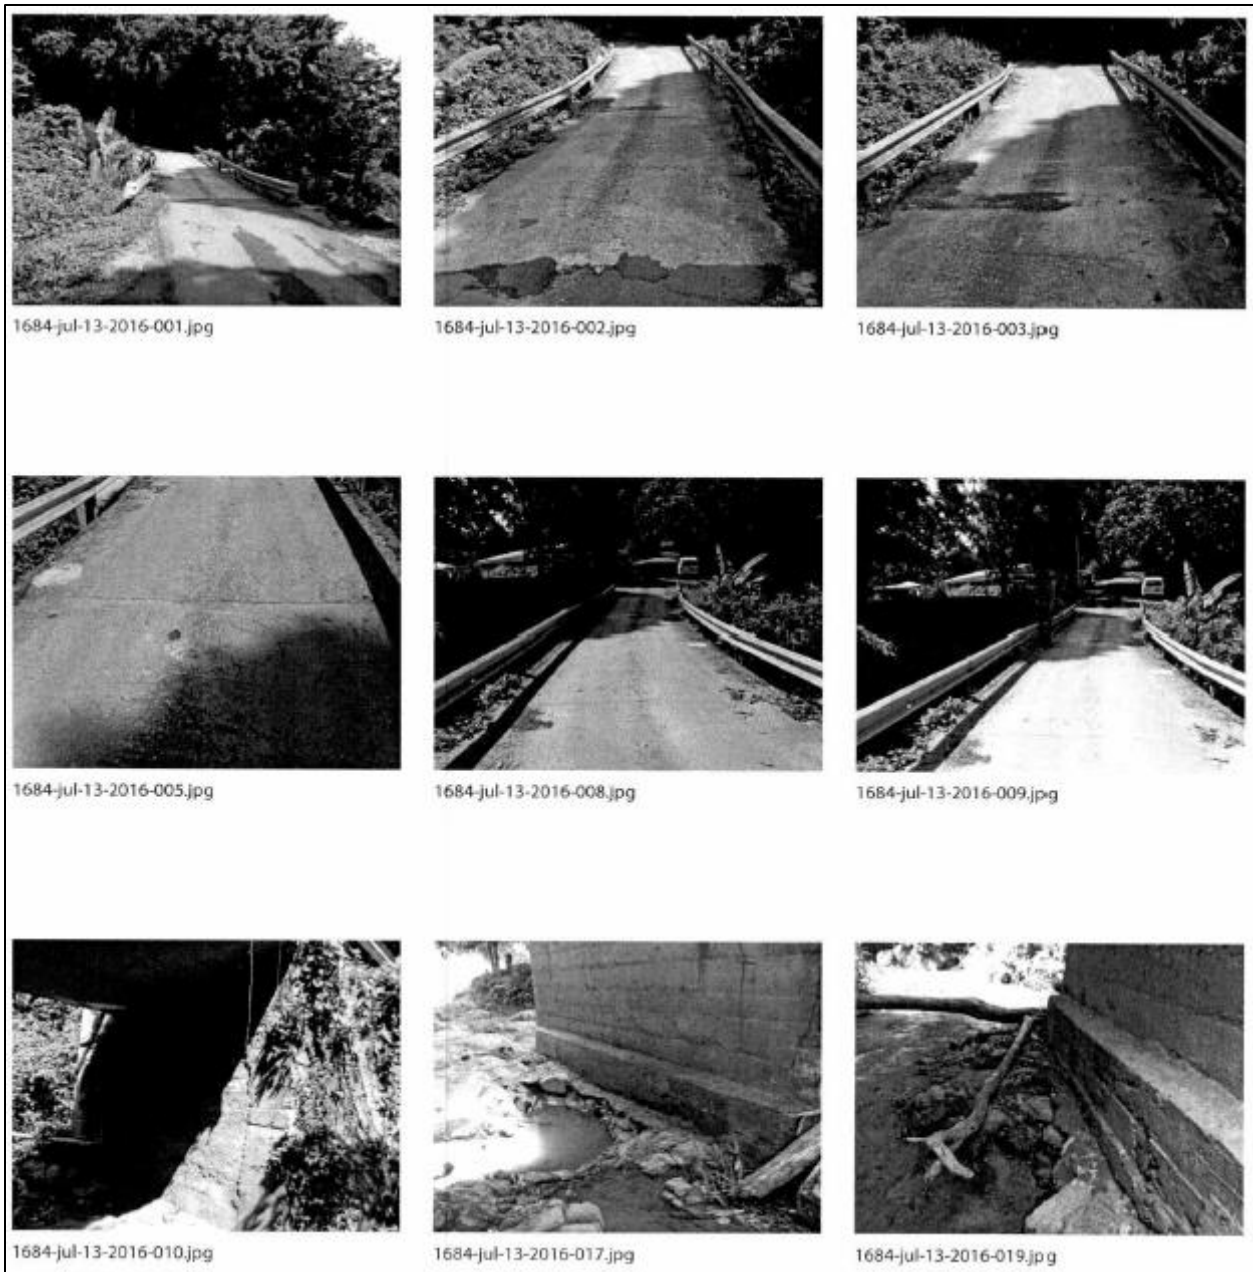 1684-jul-13-2016-001.jpg
1684-jul-13-2016-002.jpg
1684-jul-13-2016-003.jpg
1684-jul-13-2016-005.jpg
1684-jul-13-2016-008.jpg
1684-jul-13-2016-009.jpg
1684-jul-13-2016-010.jpg
1684-jul-13-2016-017.jpg
1684-jul-13-2016-019.jpg